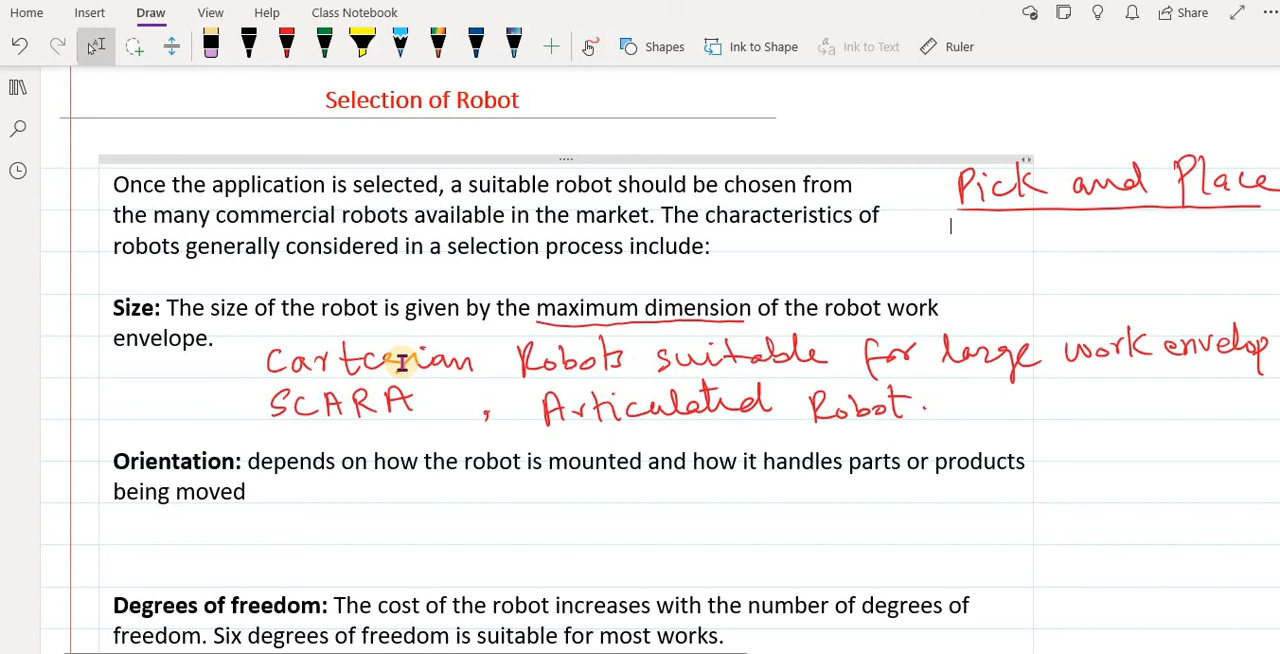 Home Insert Draw View Help Class Notebook Share
Shapes Ink to Shape Ink to Text Ruler
Selection of Robot
Once the application is selected, a suitable robot should be chosen from
the many commercial robots available in the market. The characteristics of
robots generally considered in a selection process include:
Pick and Place
Size: The size of the robot is given by the maximum dimension of the robot work
envelope.
Cartesian Robots suitable for large work envelop
SCARA , Articulated Robot.
Orientation: depends on how the robot is mounted and how it handles parts or products
being moved
Degrees of freedom: The cost of the robot increases with the number of degrees of
freedom. Six degrees of freedom is suitable for most works.